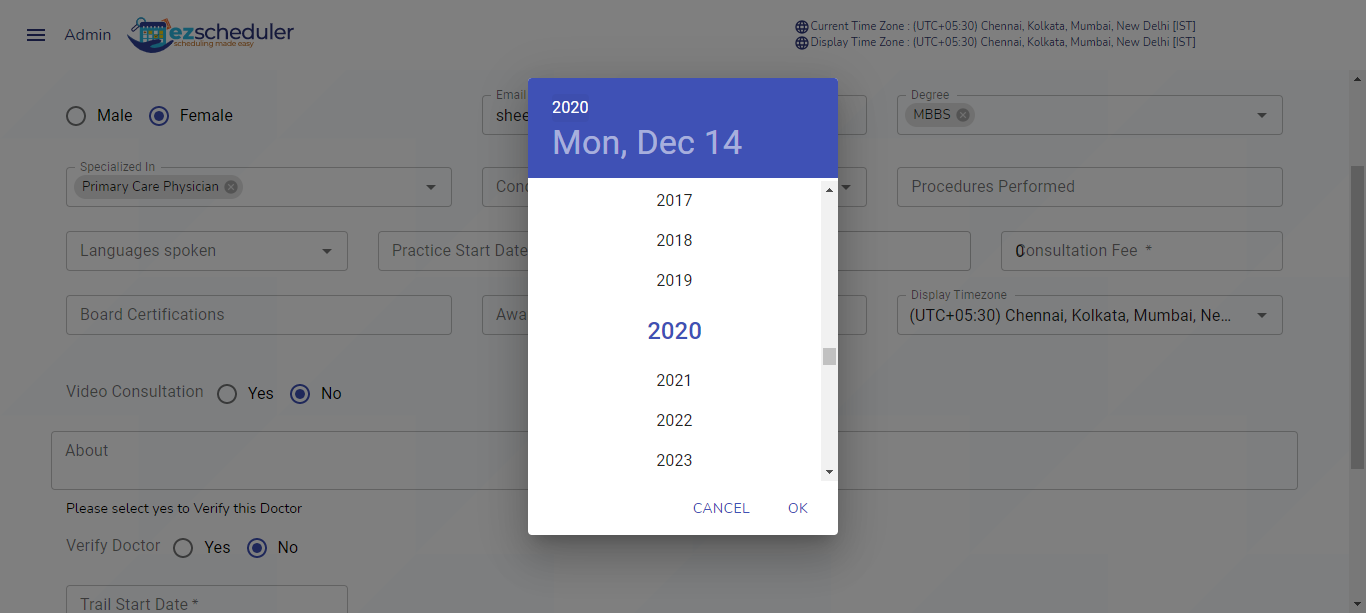 Admin
ezscheduler
scheduling made easy
Current Time Zone : (UTC+05:30) Chennai, Kolkata, Mumbai, New Delhi [IST]
Display Time Zone : (UTC+05:30) Chennai, Kolkata, Mumbai, New Delhi [IST]
Male
Female
Email
shee
Degree
MBBS
2020
Mon, Dec 14
Specialized In
Primary Care Physician
Cond
Procedures Performed
2017
2018
2019
2020
2021
2022
2023
CANCEL
OK
Languages spoken
Practice Start Date
0
Consultation Fee *
Board Certifications
Awa
Display Timezone
(UTC+05:30) Chennai, Kolkata, Mumbai, Ne...
Video Consultation
Yes
No
About
Please select yes to Verify this Doctor
Verify Doctor
Yes
No
Trail Start Date *